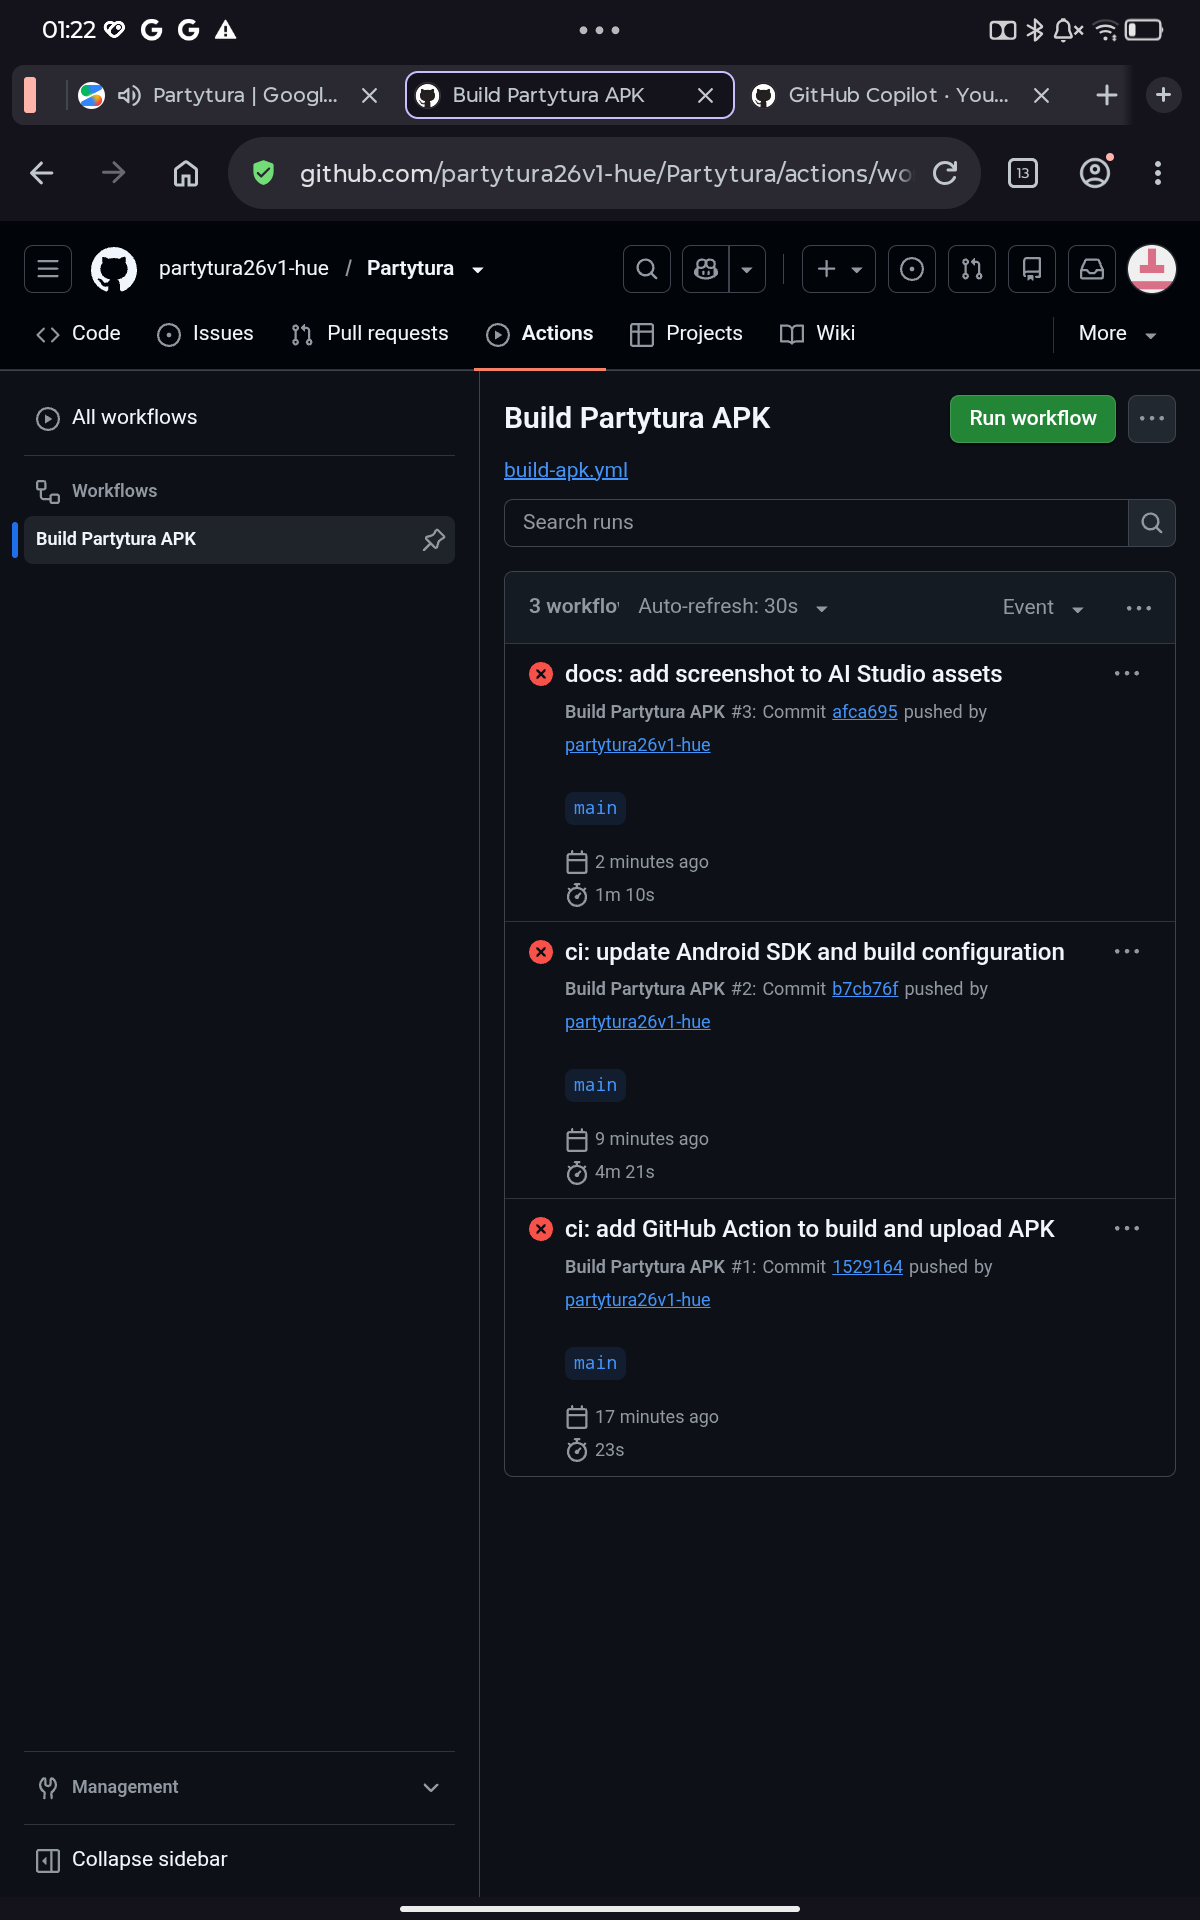 01:22
Partytura | Googl...
Build Partytura APK
GitHub Copilot · You...
github.com/partytura26v1-hue/Partytura/actions/wo
13
partytura26v1-hue / Partytura
Code
Issues
Pull requests
Actions
Projects
Wiki
More
All workflows
Workflows
Build Partytura APK
Build Partytura APK
Run workflow
build-apk.yml
Search runs
3 workflo
Auto-refresh: 30s
Event
docs: add screenshot to AI Studio assets
Build Partytura APK #3: Commit afca695 pushed by
partytura26v1-hue
main
2 minutes ago
1m 10s
ci: update Android SDK and build configuration
Build Partytura APK #2: Commit b7cb76f pushed by
partytura26v1-hue
main
9 minutes ago
4m 21s
ci: add GitHub Action to build and upload APK
Build Partytura APK #1: Commit 1529164 pushed by
partytura26v1-hue
main
17 minutes ago
23s
Management
Collapse sidebar